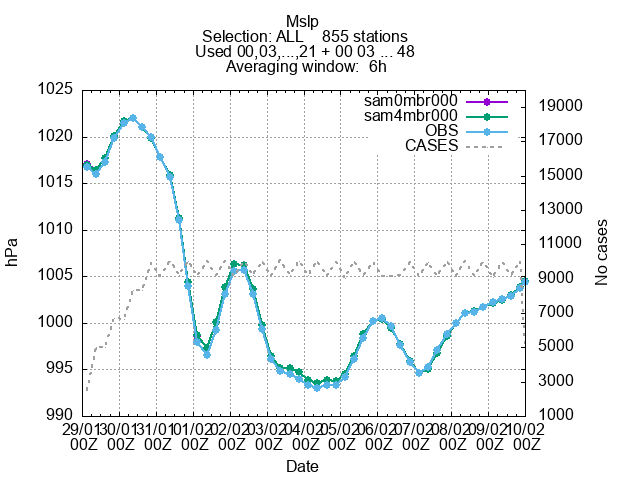 Mslp
Selection: ALL 855 stations
Used 00,03,...,21 + 00 03 ... 48
Averaging window: 6h
1025
1020
1015
1010
1005
1000
995
990
hPa
sam0mbr000
sam4mbr000
OBS
CASES
19000
17000
15000
13000
11000
9000
7000
5000
3000
1000
No cases
29/01 30/01 31/01 01/02 02/02 03/02 04/02 05/02 06/02 07/02 08/02 09/02 10/02
00Z 00Z 00Z 00Z 00Z 00Z 00Z 00Z 00Z 00Z 00Z 00Z 00Z
Date